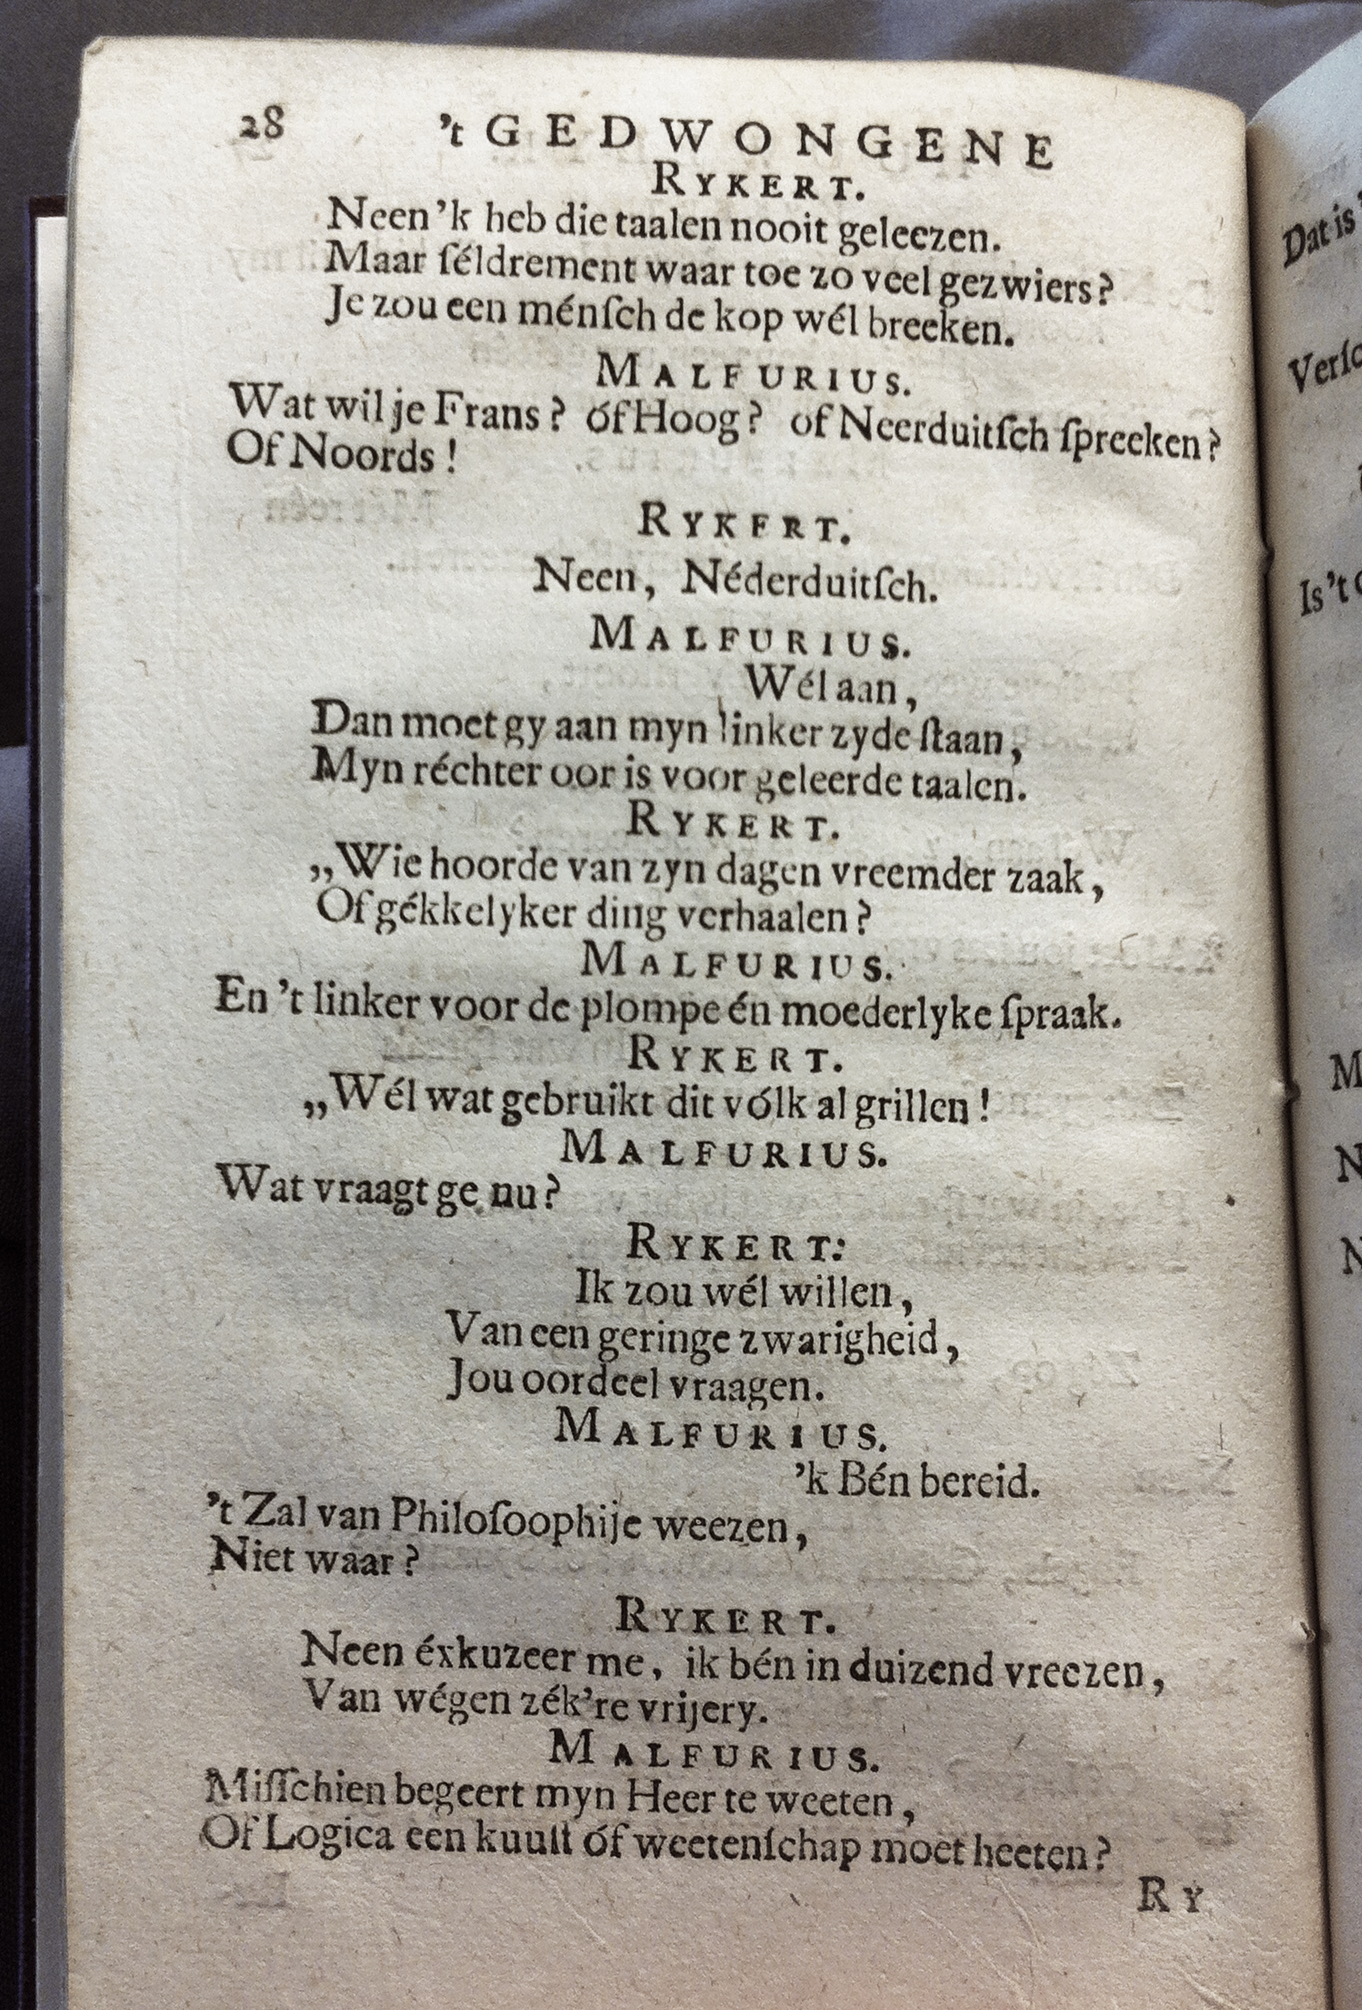 28 't GEDWONGENE
RYKERT.
Neen 'k heb die taalen nooit geleezen.
Maar ſéldrement waar toe zo veel gezwiers?
Je zou een ménſch de kop wél breeken.
MALFURIUS.
Wat wil je Frans? óf Hoog? of Neerduitſch ſpreeken?
Of Noords!
RYKFRT.
Neen, Néderduitſch.
MALFURIUS.
Wél aan,
Dan moet gy aan myn linker zyde ſtaan,
Myn réchter oor is voor geleerde taalen.
RYKERT.
„Wie hoorde van zyn dagen vreemder zaak,
Of gékkelyker ding verhaalen?
MALFURIUS.
En 't linker voor de plompe én moederlyke ſpraak.
RYKERT.
„Wél wat gebruikt dit vólk al grillen!
MALFURIUS.
Wat vraagt ge nu?
RYKERT:
Ik zou wél willen,
Van een geringe zwarigheid,
Jou oordeel vraagen.
MALFURIUS.
'k Bén bereid.
't Zal van Philoſoophije weezen,
Niet waar?
RYKERT.
Neen éxkuzeer me, ik bén in duizend vreezen,
Van wégen zék're vrijery.
MALFURIUS.
Miſſchien begeert myn Heer te weeten,
Of Logica een kunſt óf weetenſchap moet heeten?
RY
Dat is
Is 't
M
N
N